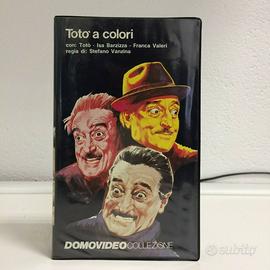 Totò a colori
con: Totò - Isa Barzizza - Franca Valeri
regia di: Stefano Vanzina
DOMOVIDEO COLLEZIONE
subito